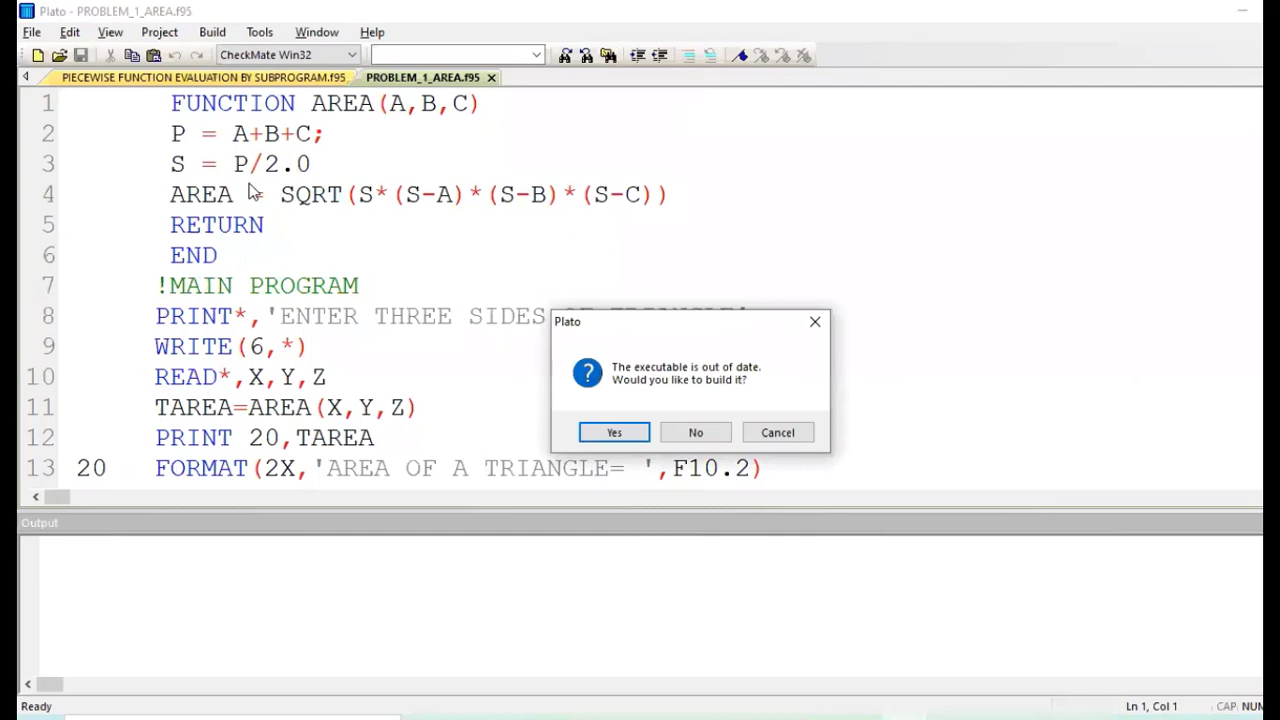 Plato - PROBLEM_1_AREA.f95
File Edit View Project Build Tools Window Help
CheckMate Win32
PIECEWISE FUNCTION EVALUATION BY SUBPROGRAM.f95 PROBLEM_1_AREA.f95
1 FUNCTION AREA(A,B,C)
2 P = A+B+C;
3 S = P/2.0
4 AREA = SQRT(S*(S-A)*(S-B)*(S-C))
5 RETURN
6 END
7 !MAIN PROGRAM
8 PRINT*,'ENTER THREE SIDES
9 WRITE(6,*)
10 READ*,X,Y,Z
11 TAREA=AREA(X,Y,Z)
12 PRINT 20,TAREA
13 20 FORMAT(2X,'AREA OF A TRIANGLE= ',F10.2)
Plato
The executable is out of date.
Would you like to build it?
Yes No Cancel
Output
Ready Ln 1, Col 1 CAP NUM